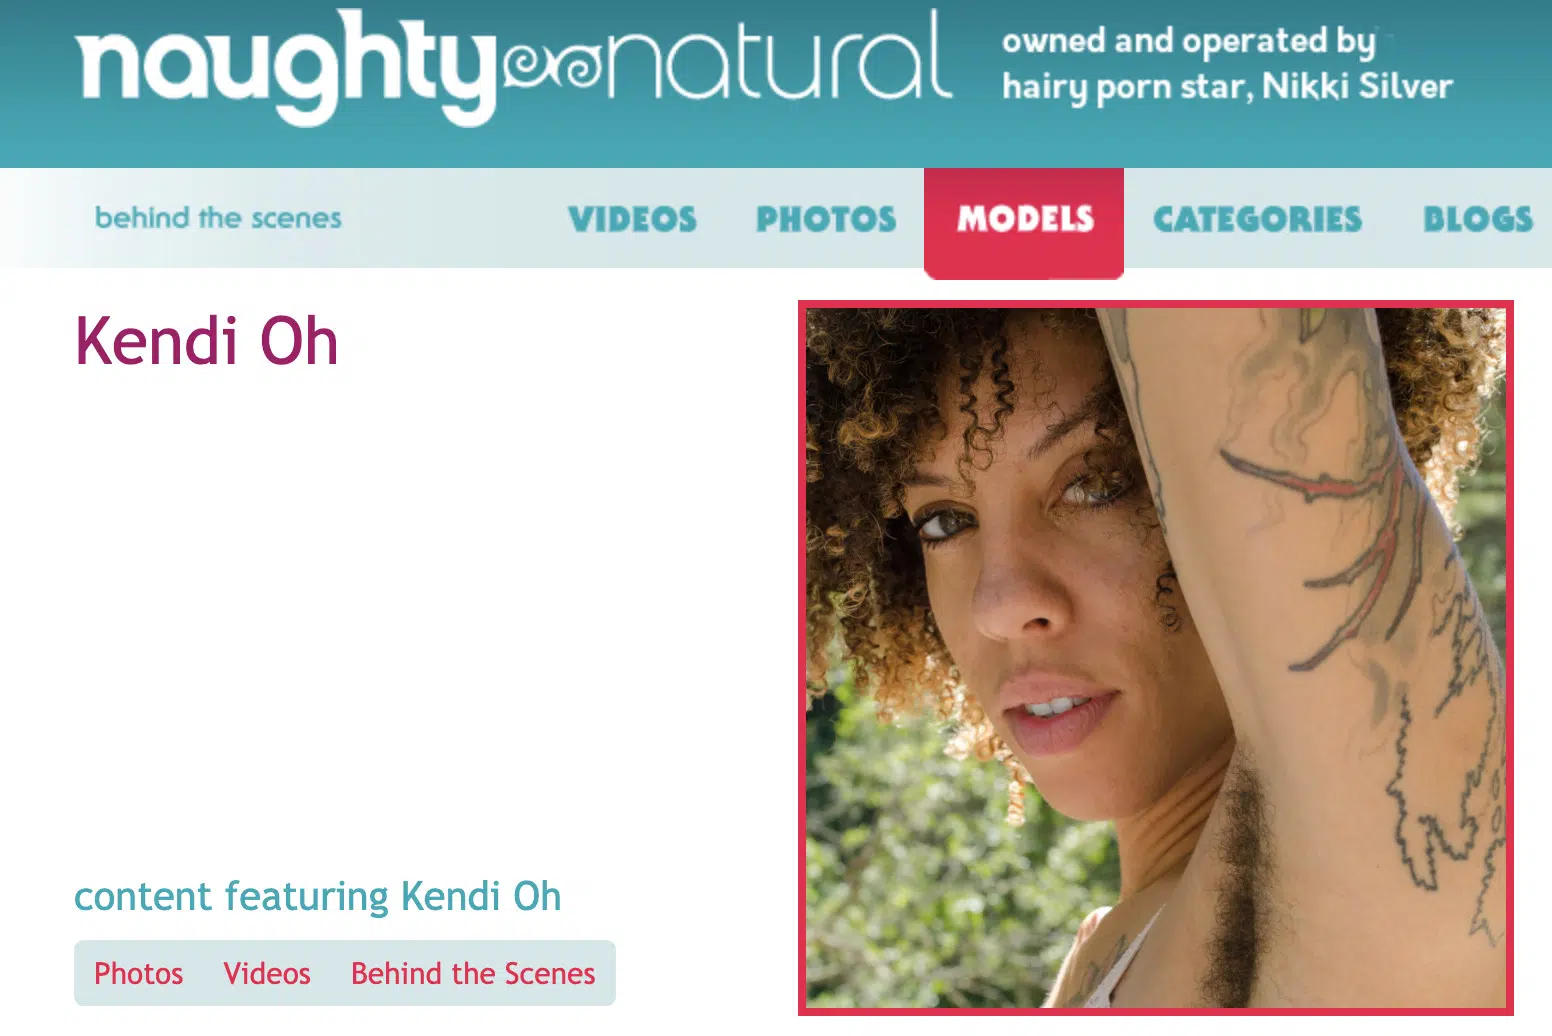 naughty natural
owned and operated by
hairy porn star, Nikki Silver
behind the scenes VIDEOS PHOTOS MODELS CATEGORIES BLOGS
Kendi Oh
content featuring Kendi Oh
Photos Videos Behind the Scenes